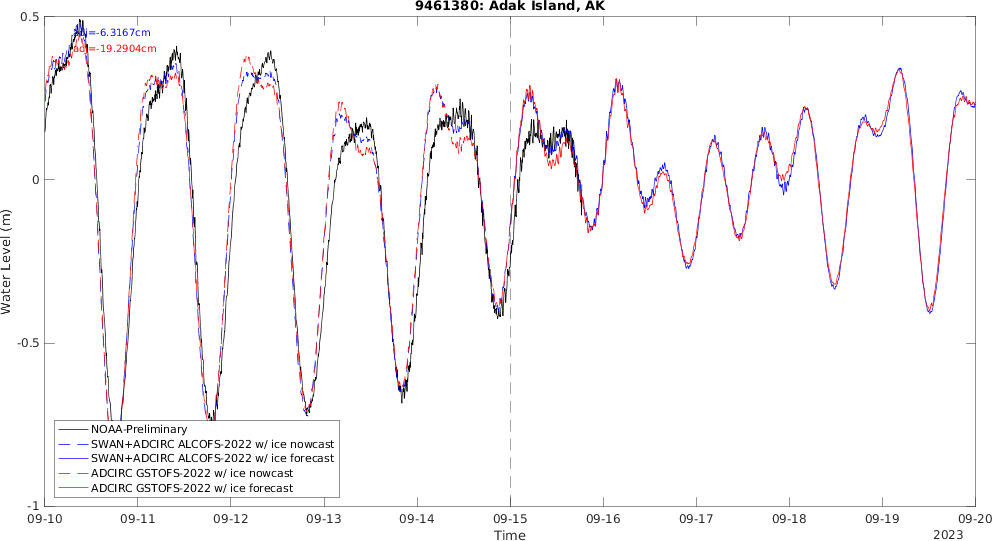 9461380: Adak Island, AK
0.5
0
-0.5
-1
Water Level (m)
adj=-6.3167cm
adj=-19.2904cm
NOAA-Preliminary
SWAN+ADCIRC ALCOFS-2022 w/ ice nowcast
SWAN+ADCIRC ALCOFS-2022 w/ ice forecast
ADCIRC GSTOFS-2022 w/ ice nowcast
ADCIRC GSTOFS-2022 w/ ice forecast
09-10 09-11 09-12 09-13 09-14 09-15 09-16 09-17 09-18 09-19 09-20
Time
2023